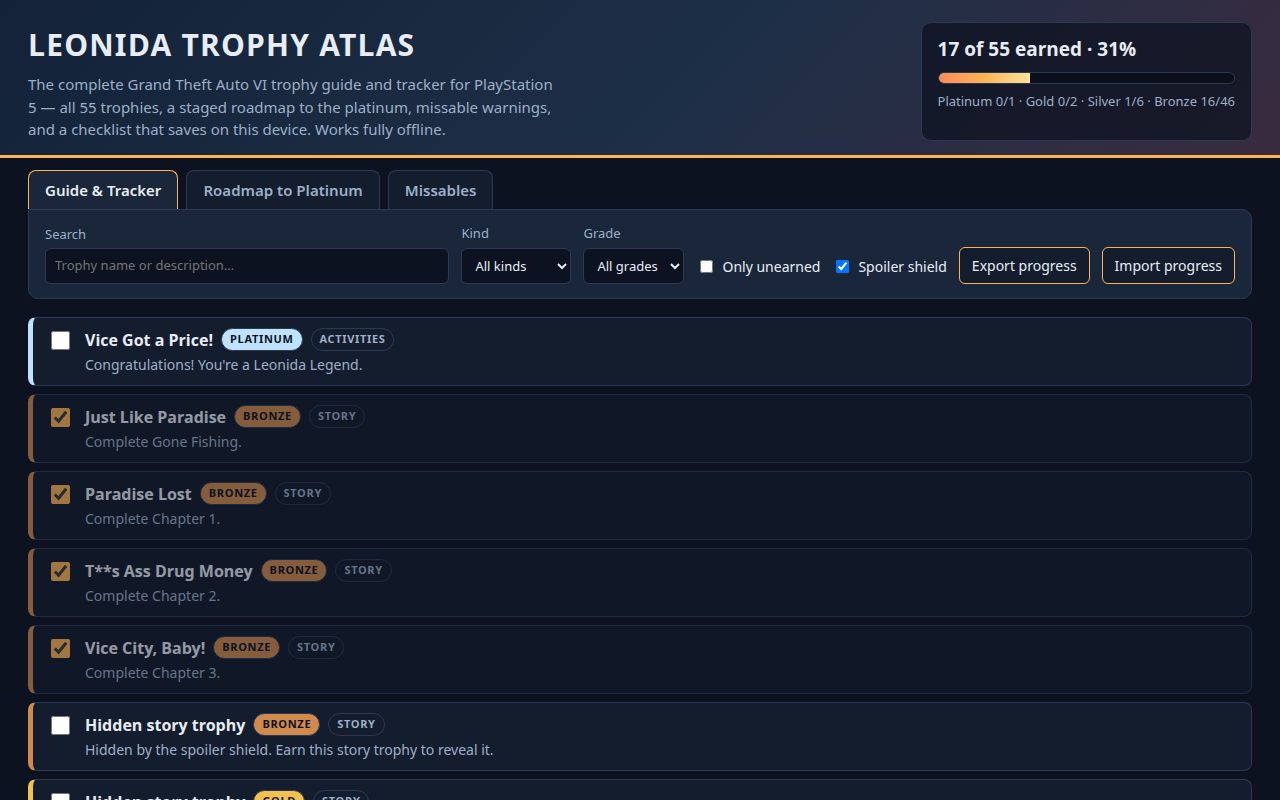 LEONIDA TROPHY ATLAS
The complete Grand Theft Auto VI trophy guide and tracker for PlayStation
5 — all 55 trophies, a staged roadmap to the platinum, missable warnings,
and a checklist that saves on this device. Works fully offline.
17 of 55 earned · 31%
Platinum 0/1 · Gold 0/2 · Silver 1/6 · Bronze 16/46
Guide & Tracker
Roadmap to Platinum
Missables
Search
Kind
Grade
Trophy name or description...
All kinds
All grades
Only unearned
Spoiler shield
Export progress
Import progress
Vice Got a Price! PLATINUM ACTIVITIES
Congratulations! You're a Leonida Legend.
Just Like Paradise BRONZE STORY
Complete Gone Fishing.
Paradise Lost BRONZE STORY
Complete Chapter 1.
T**s Ass Drug Money BRONZE STORY
Complete Chapter 2.
Vice City, Baby! BRONZE STORY
Complete Chapter 3.
Hidden story trophy BRONZE STORY
Hidden by the spoiler shield. Earn this story trophy to reveal it.
Hidden story trophy GOLD STORY